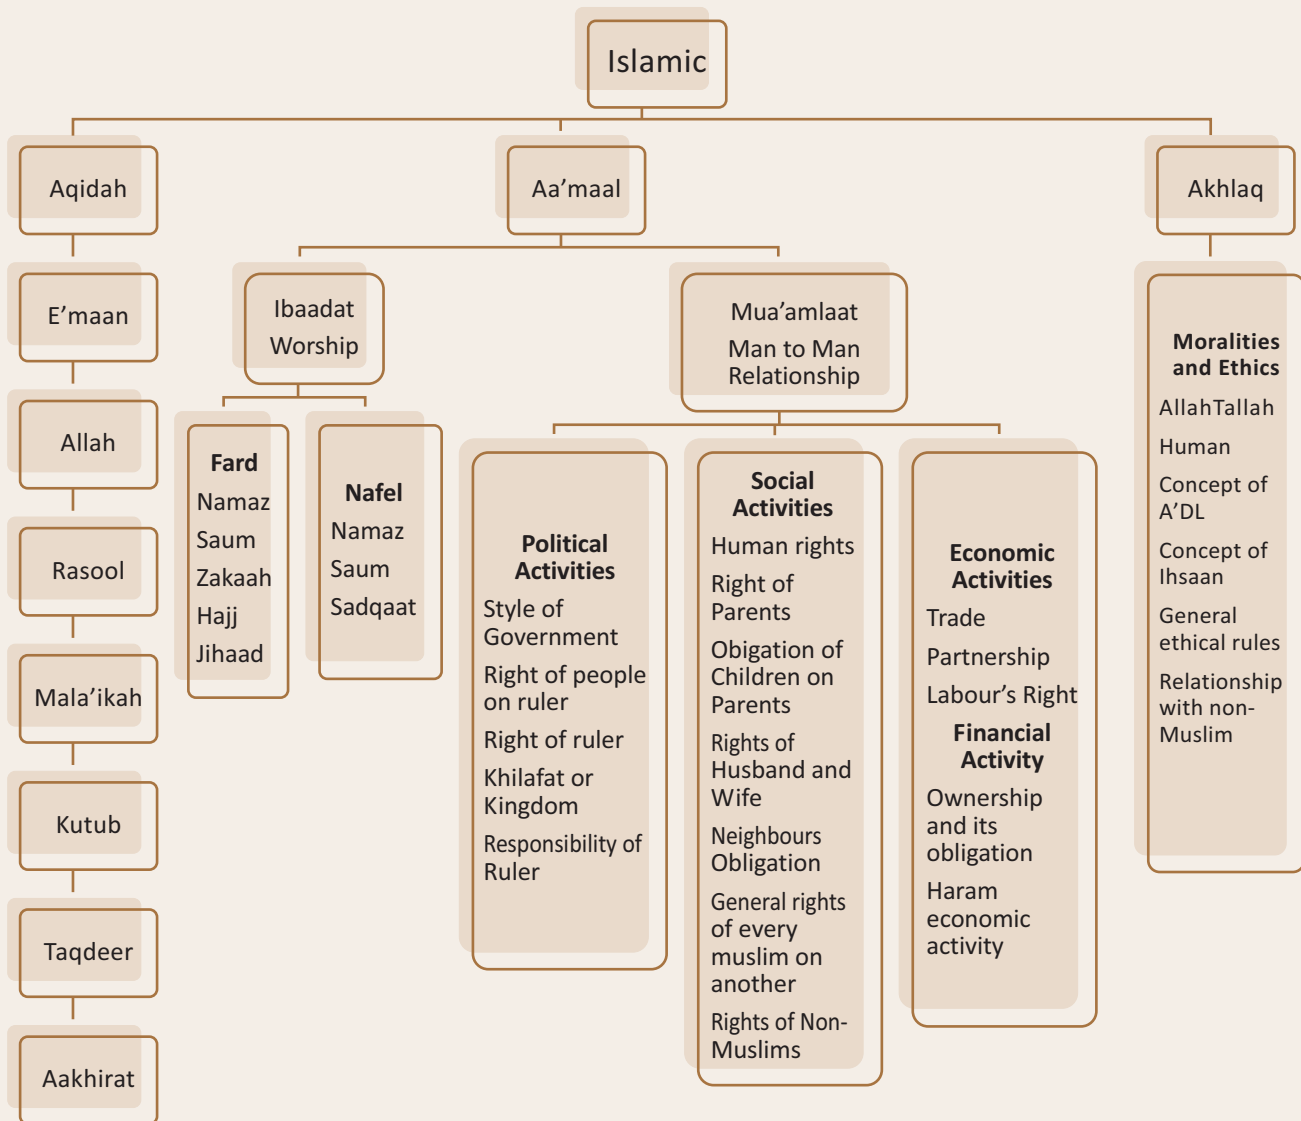 Islamic
Aqidah
E’maan
Allah
Rasool
Mala’ikah
Kutub
Taqdeer
Aakhirat
Aa’maal
Ibaadat
Worship
Fard
Namaz
Saum
Zakaah
Hajj
Jihaad
Nafel
Namaz
Saum
Sadqaat
Mua’amlaat
Man to Man
Relationship
Political
Activities
Style of
Government
Right of people
on ruler
Right of ruler
Khilafat or
Kingdom
Responsibility of
Ruler
Social
Activities
Human rights
Right of
Parents
Obigation of
Children on
Parents
Rights of
Husband and
Wife
Neighbours
Obligation
General rights
of every
muslim on
another
Rights of Non-
Muslims
Economic
Activities
Trade
Partnership
Labour’s Right
Financial
Activity
Ownership
and its
obligation
Haram
economic
activity
Akhlaq
Moralities
and Ethics
AllahTallah
Human
Concept of
A’DL
Concept of
Ihsaan
General
ethical rules
Relationship
with non-
Muslim